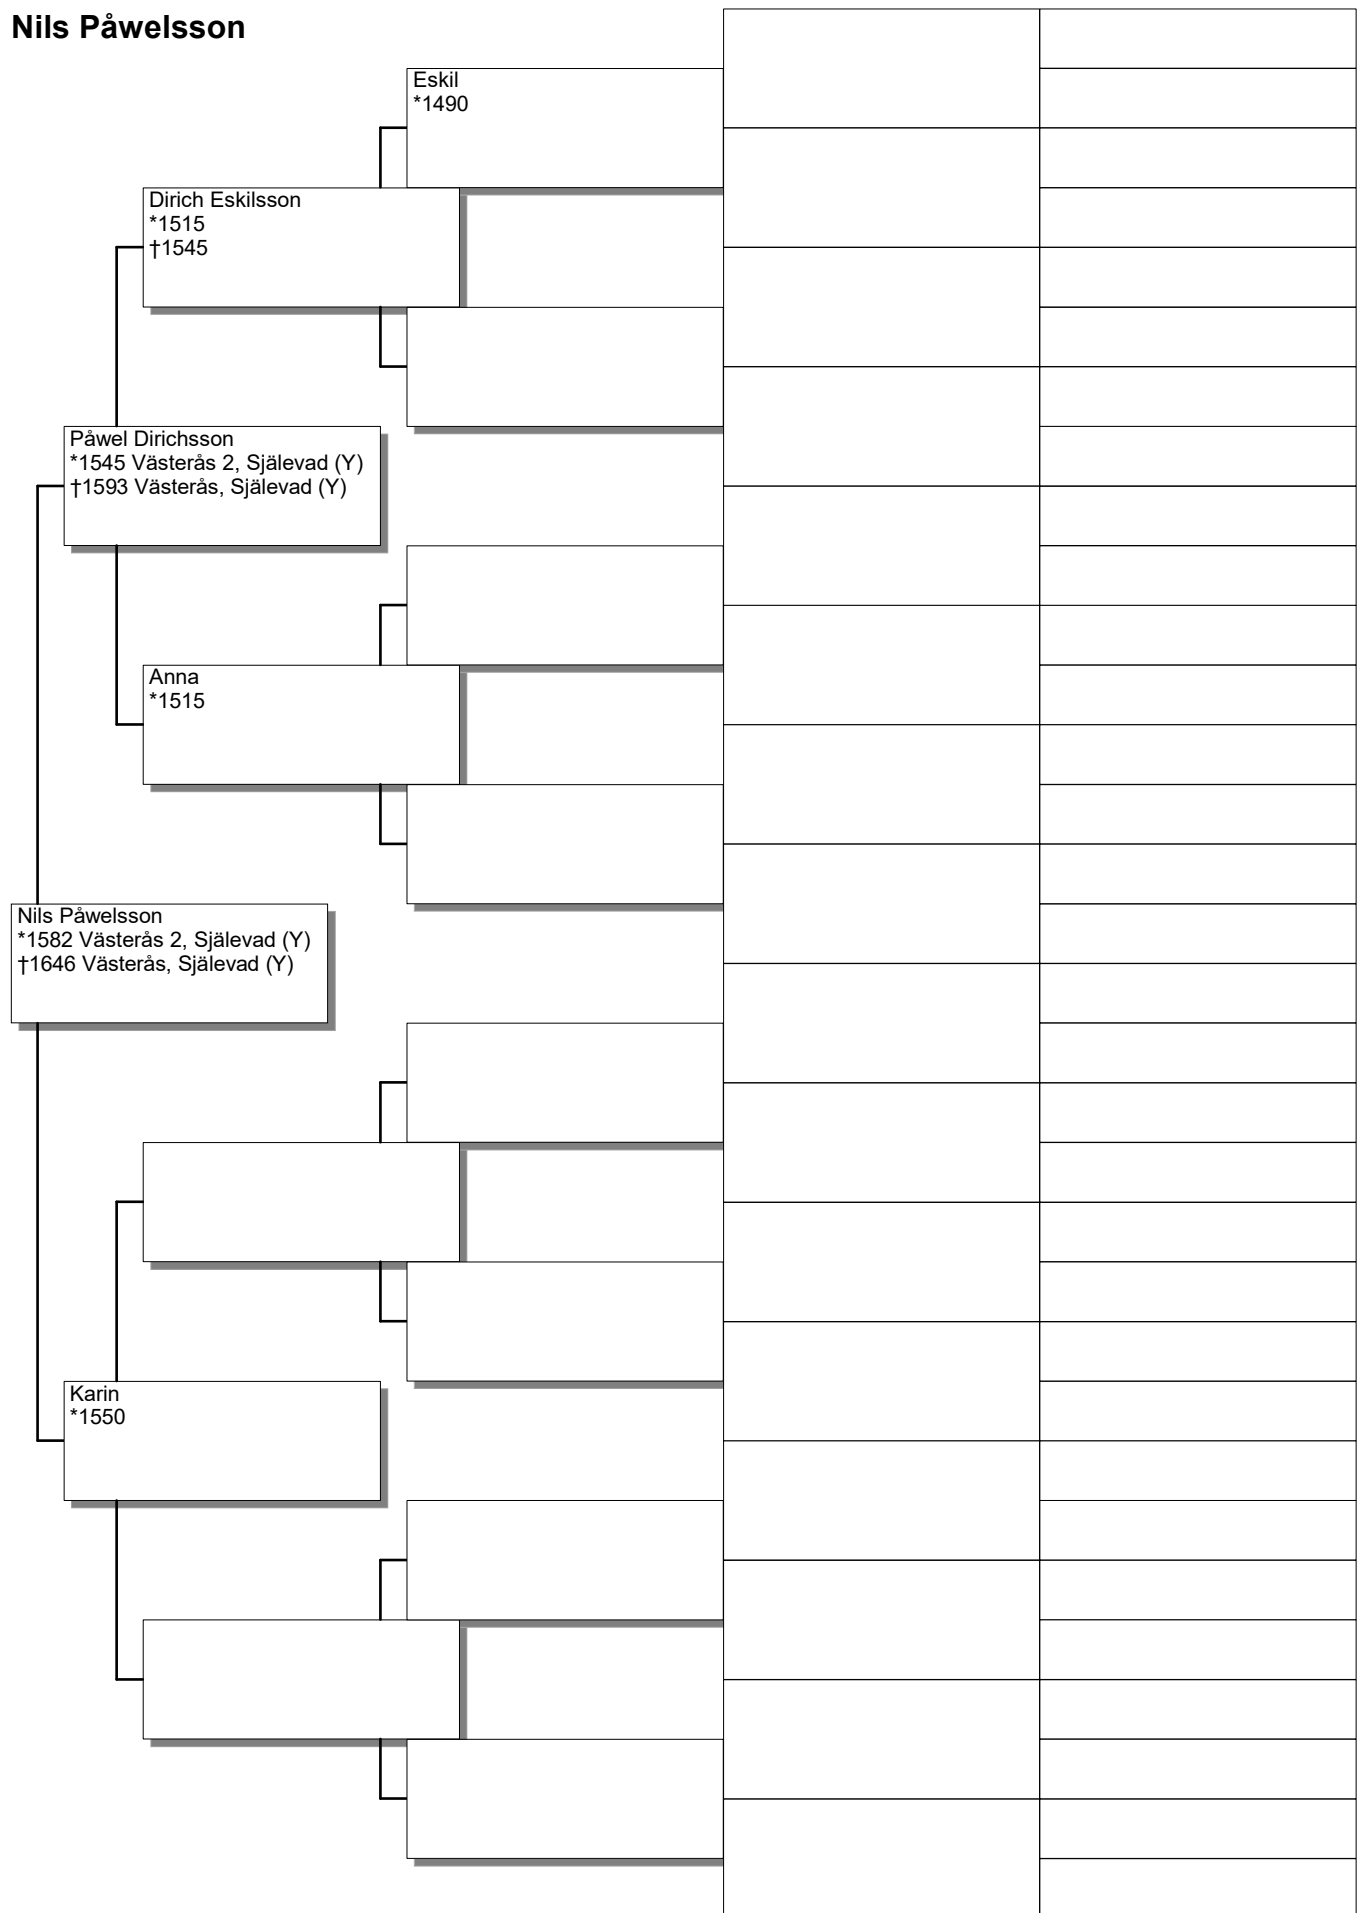 Nils Påwelsson
Eskil
*1490
Dirich Eskilsson
*1515
†1545
Påwel Dirichsson
*1545 Västerås 2, Själevad (Y)
†1593 Västerås, Själevad (Y)
Anna
*1515
Nils Påwelsson
*1582 Västerås 2, Själevad (Y)
†1646 Västerås, Själevad (Y)
Karin
*1550